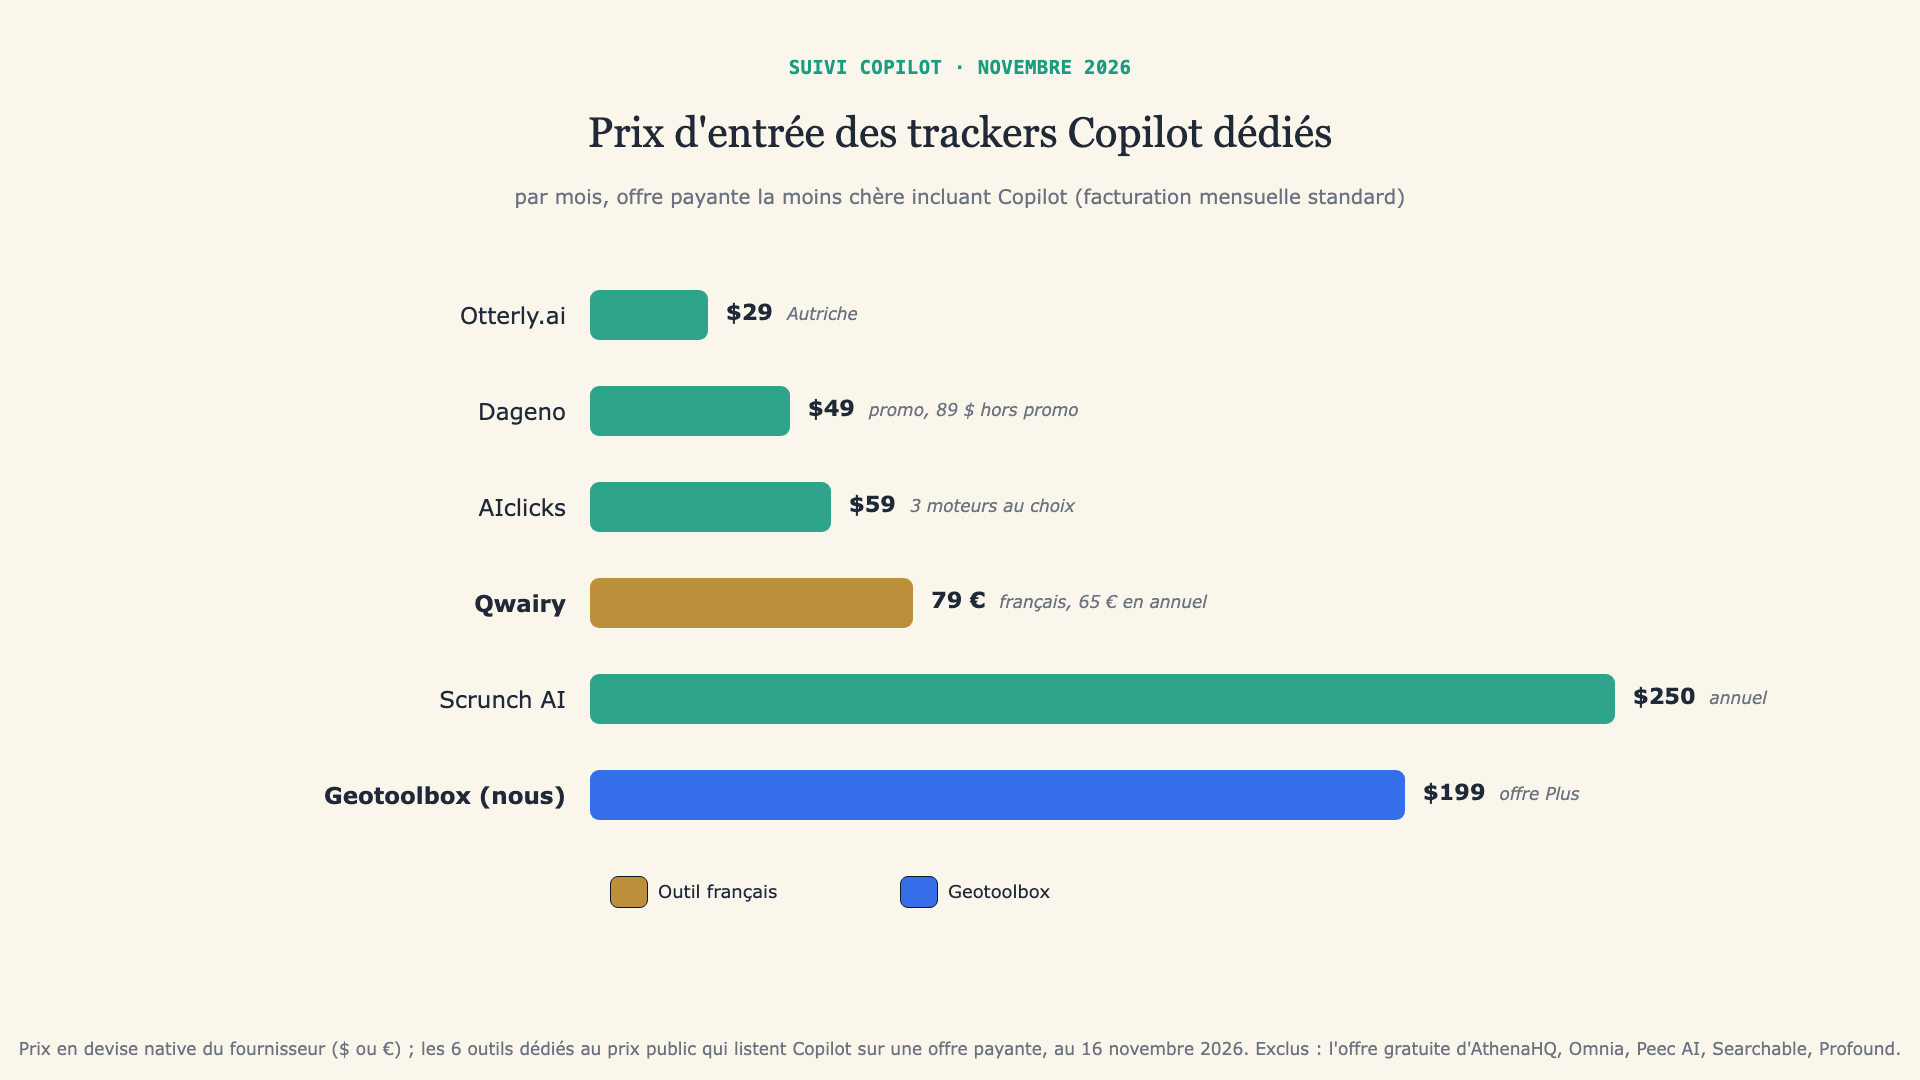 SUIVI COPILOT · NOVEMBRE 2026
Prix d'entrée des trackers Copilot dédiés
par mois, offre payante la moins chère incluant Copilot (facturation mensuelle standard)
Otterly.ai $29 Autriche
Dageno $49 promo, 89 $ hors promo
AIclicks $59 3 moteurs au choix
Qwairy 79 € français, 65 € en annuel
Scrunch AI $250 annuel
Geotoolbox (nous) $199 offre Plus
Outil français Geotoolbox
Prix en devise native du fournisseur ($ ou €) ; les 6 outils dédiés au prix public qui listent Copilot sur une offre payante, au 16 novembre 2026. Exclus : l'offre gratuite d'AthenaHQ, Omnia, Peec AI, Searchable, Profound.